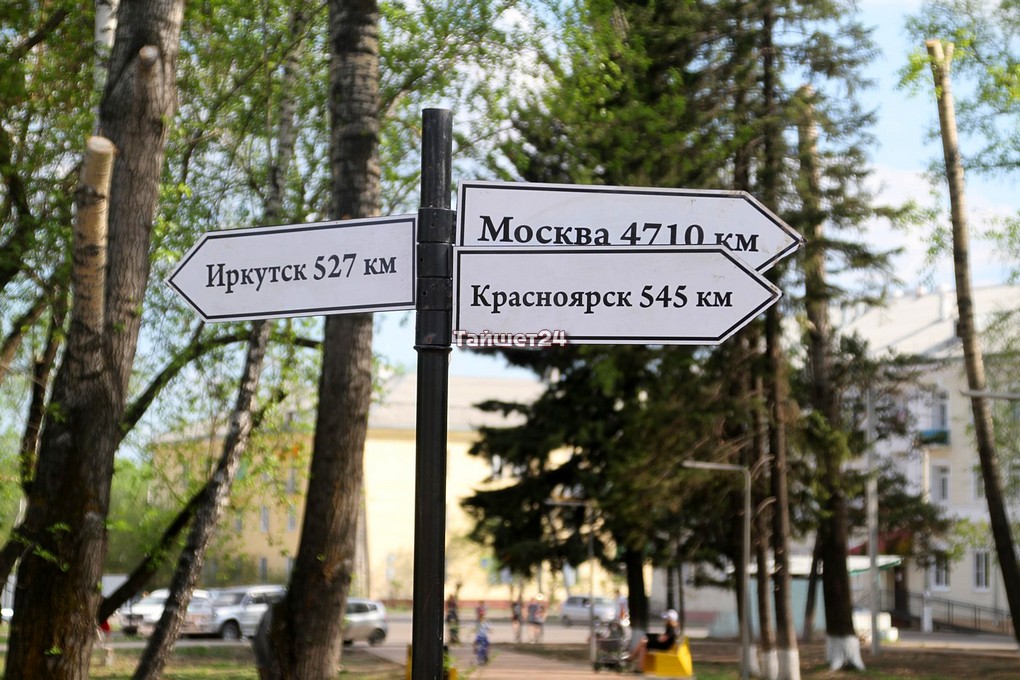 Москва 4710 км
Иркутск 527 км
Красноярск 545 км
Тайшет24